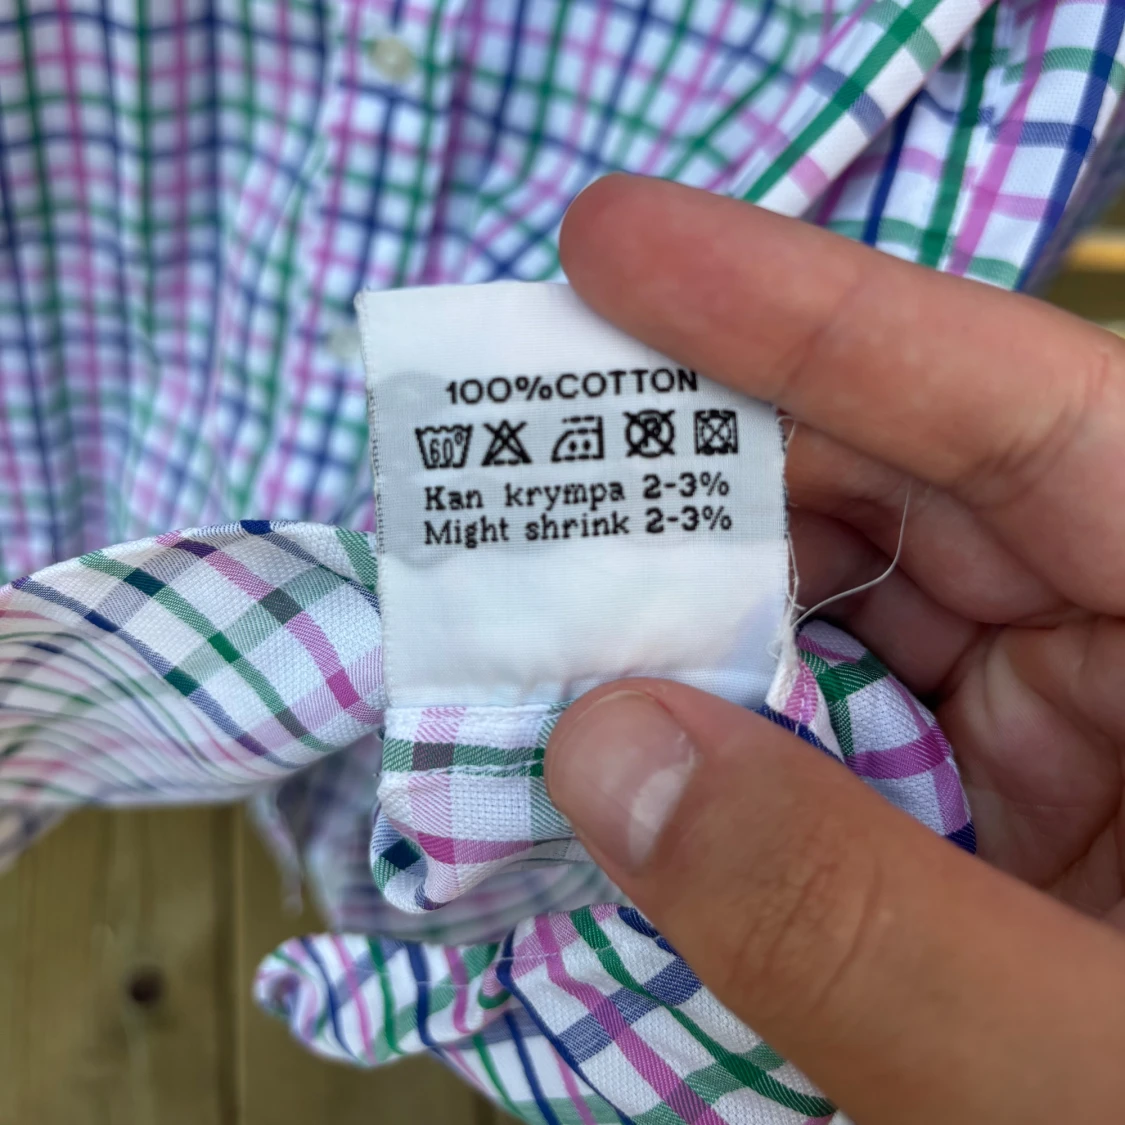 100%COTTON
60° P
Kan krympa 2-3%
Might shrink 2-3%